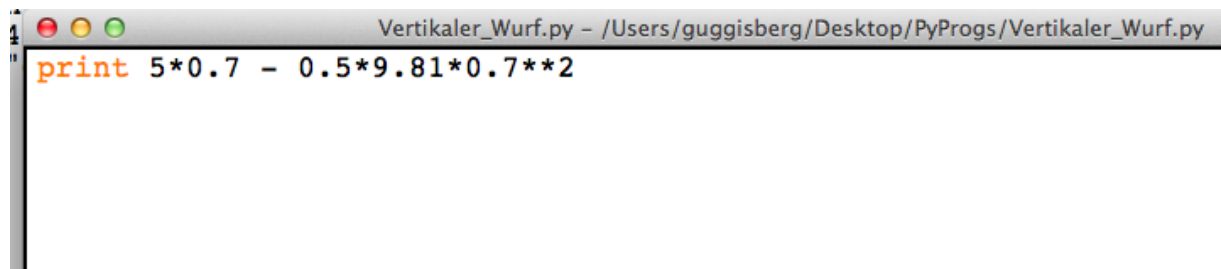 4 Vertikaler_Wurf.py – /Users/guggisberg/Desktop/PyProgs/Vertikaler_Wurf.py
" print 5*0.7 - 0.5*9.81*0.7**2